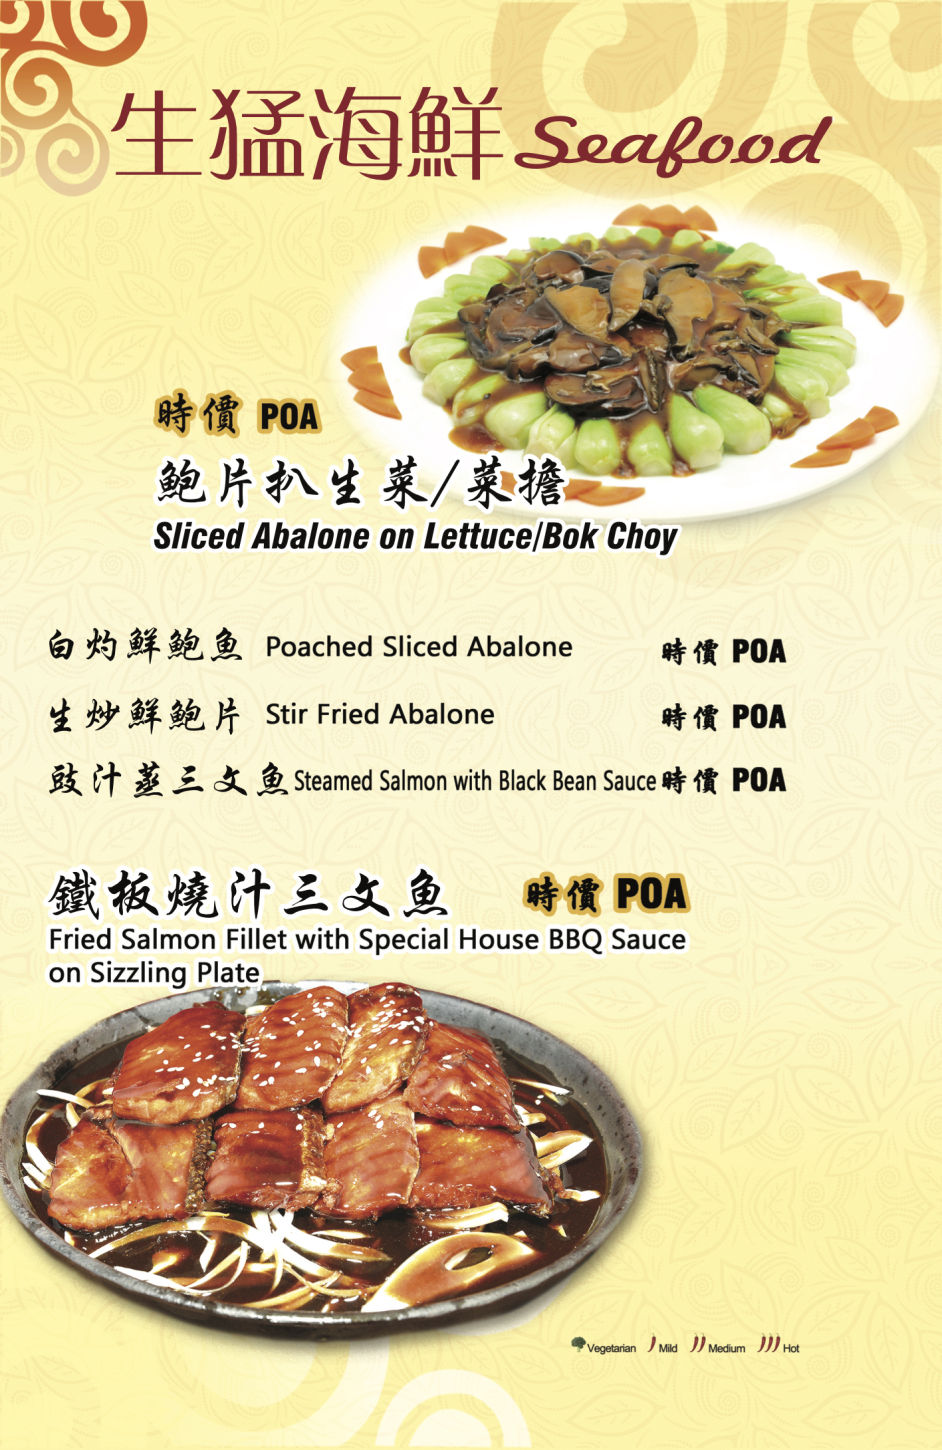 生猛海鮮 Seafood
時價 POA
鮑片扒生菜/菜擔
Sliced Abalone on Lettuce/Bok Choy
白灼鮮鮑魚 Poached Sliced Abalone 時價 POA
生炒鮮鮑片 Stir Fried Abalone 時價 POA
豉汁蒸三文魚 Steamed Salmon with Black Bean Sauce 時價 POA
鐵板燒汁三文魚 時價 POA
Fried Salmon Fillet with Special House BBQ Sauce
on Sizzling Plate
Vegetarian Mild Medium Hot